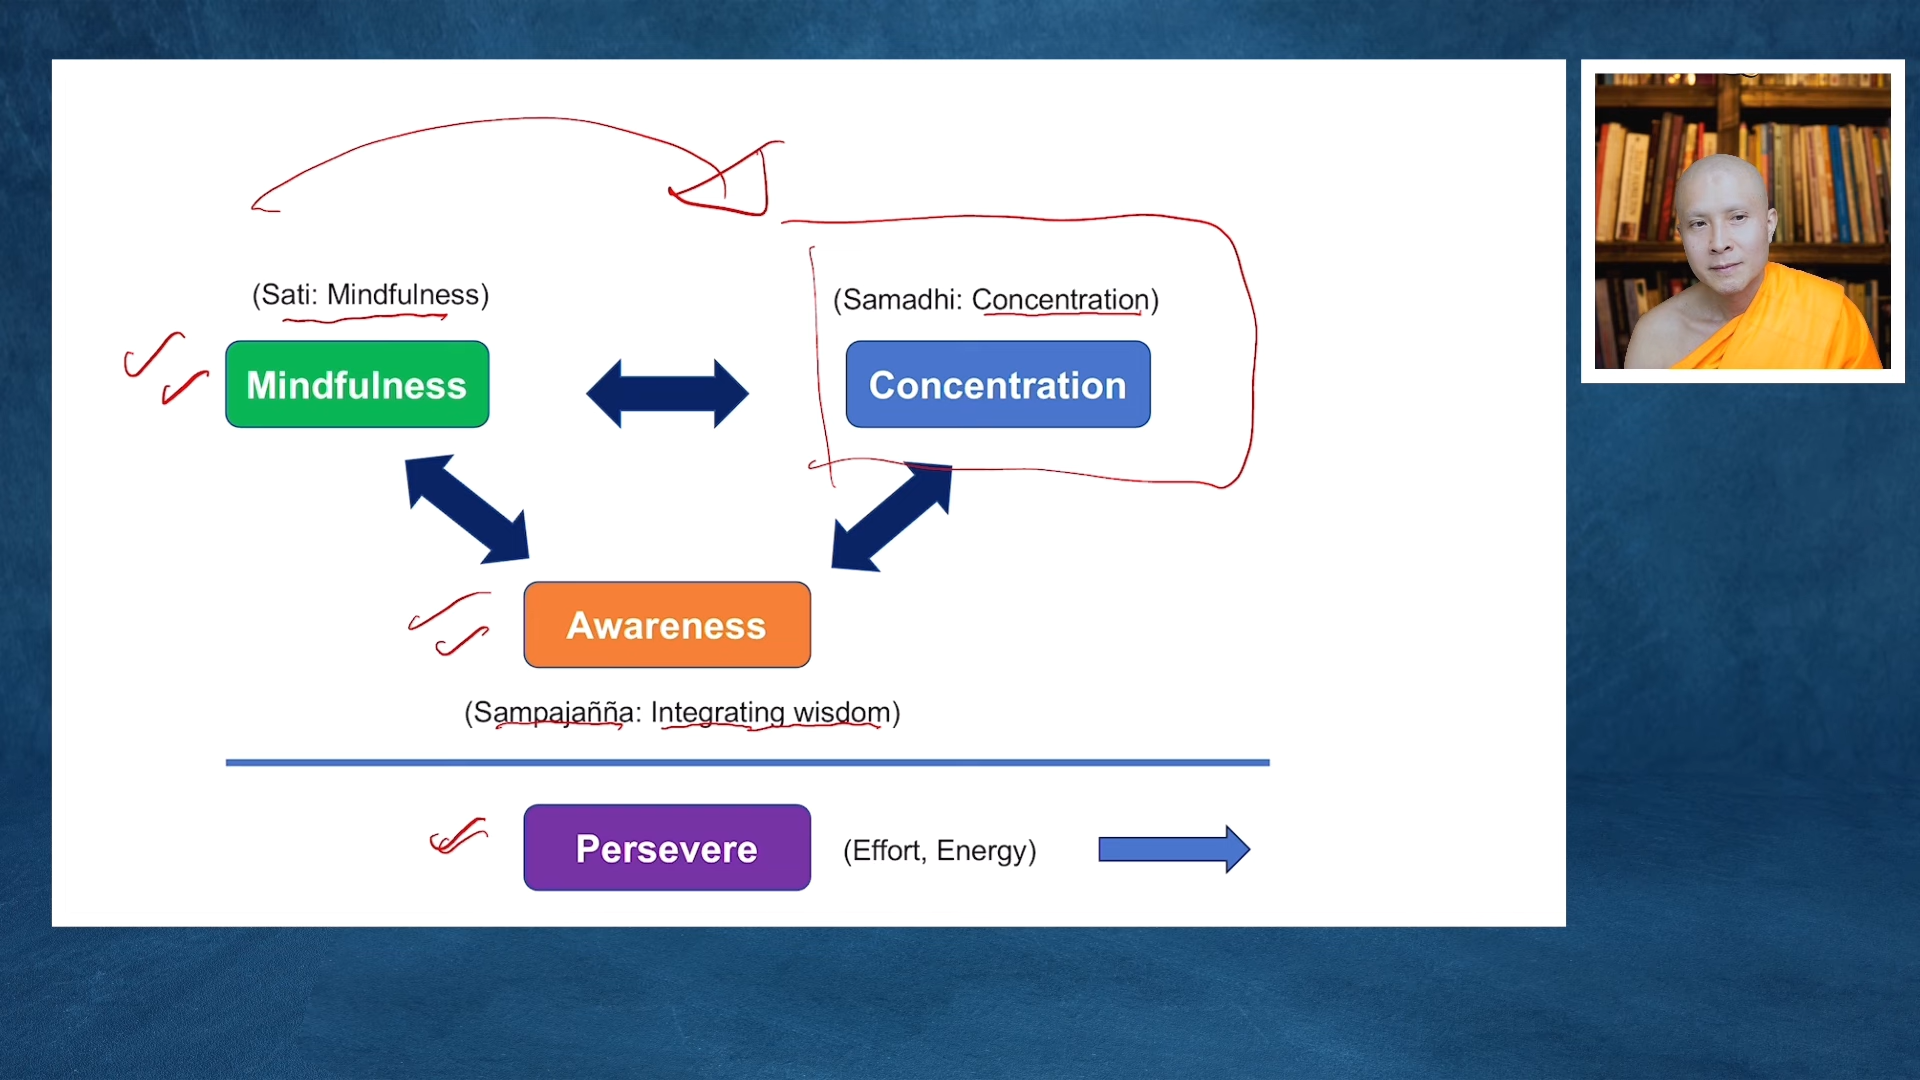 (Sati: Mindfulness)
(Samadhi: Concentration)
Mindfulness
Concentration
Awareness
(Sampajañña: Integrating wisdom)
Persevere
(Effort, Energy)